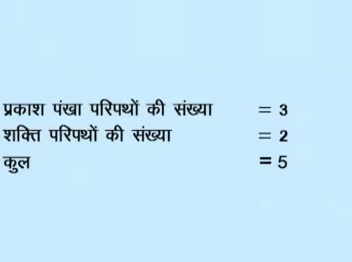 प्रकाश पंखा परिपथों की संख्या = 3
शक्ति परिपथों की संख्या = 2
कुल = 5